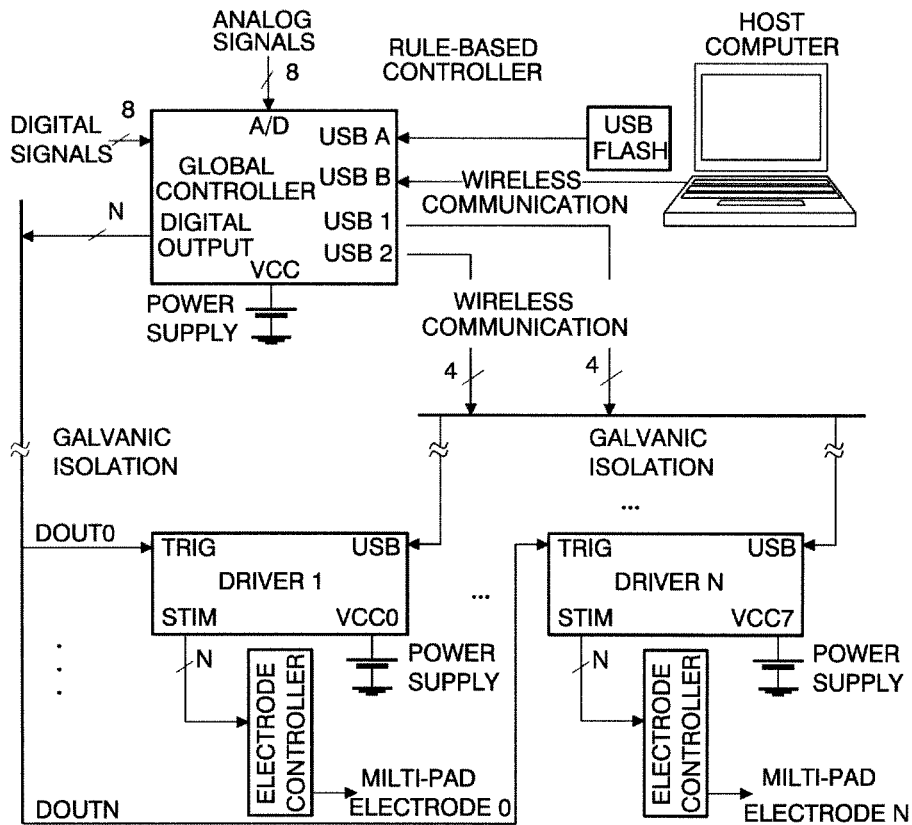 ANALOG
SIGNALS
8
RULE-BASED
CONTROLLER
HOST
COMPUTER
8
DIGITAL
SIGNALS
A/D
USB A
USB
FLASH
GLOBAL
CONTROLLER
USB B
WIRELESS
COMMUNICATION
N
DIGITAL
OUTPUT
USB 1
USB 2
VCC
POWER
SUPPLY
WIRELESS
COMMUNICATION
4
4
GALVANIC
ISOLATION
GALVANIC
ISOLATION
...
DOUT0
TRIG
USB
DRIVER 1
STIM
VCC0
...
TRIG
USB
DRIVER N
STIM
VCC7
N
POWER
SUPPLY
N
POWER
SUPPLY
ELECTRODE
CONTROLLER
ELECTRODE
CONTROLLER
MILTI-PAD
ELECTRODE 0
MILTI-PAD
ELECTRODE N
DOUTN